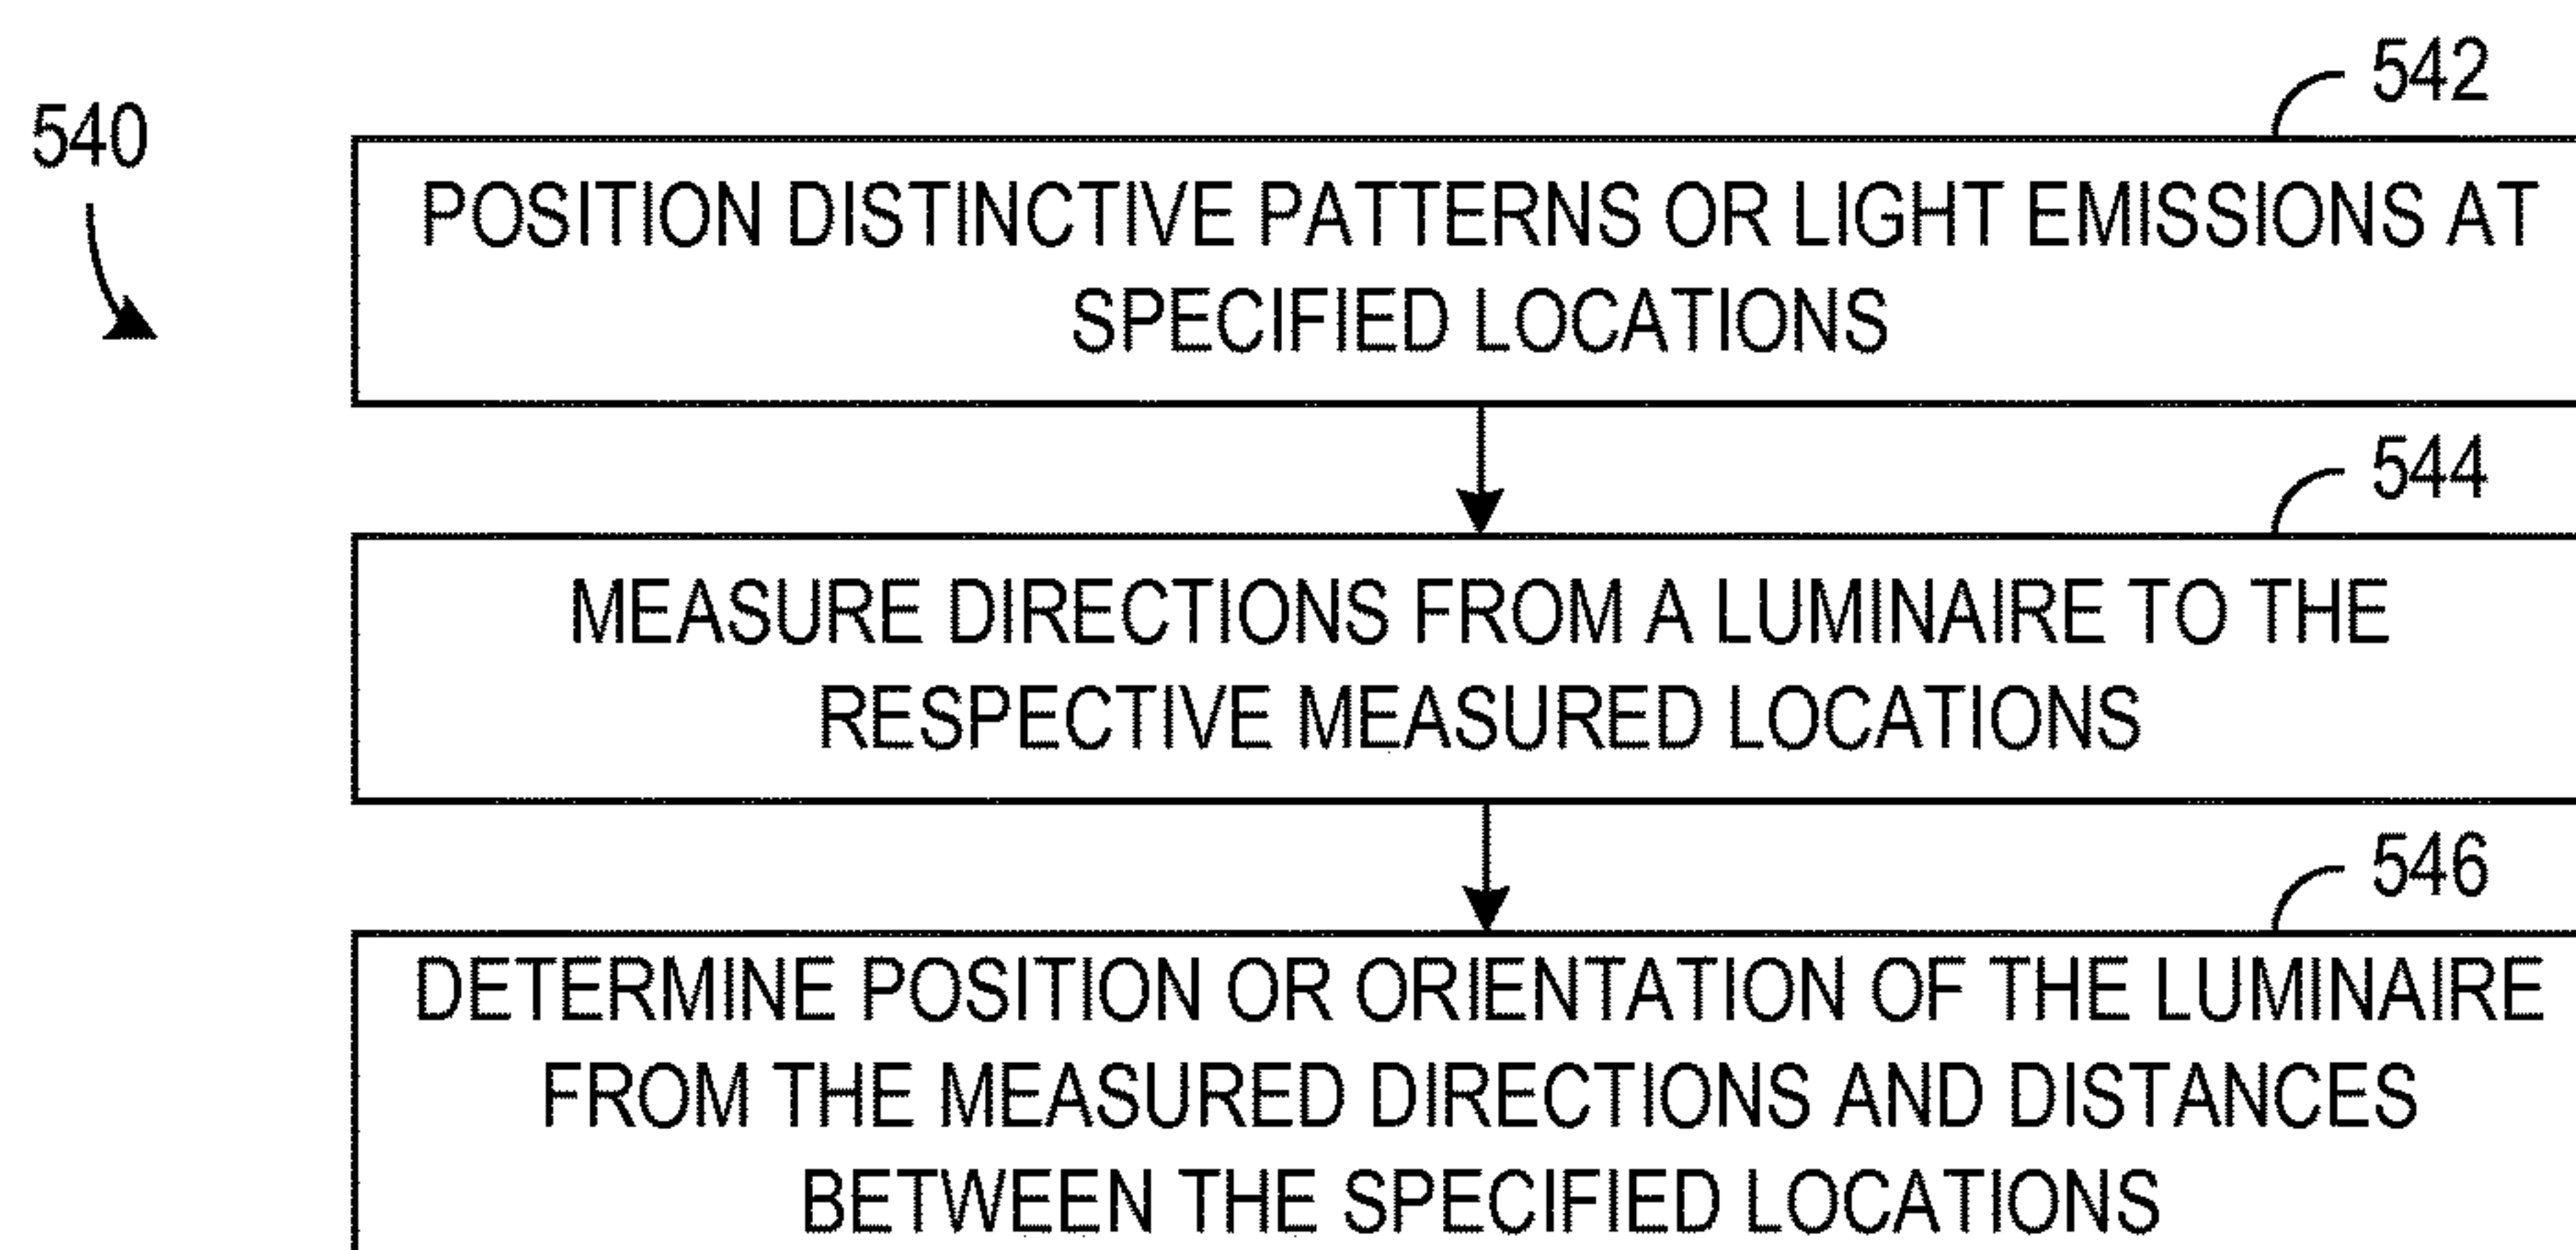 540
542
POSITION DISTINCTIVE PATTERNS OR LIGHT EMISSIONS AT
SPECIFIED LOCATIONS
544
MEASURE DIRECTIONS FROM A LUMINAIRE TO THE
RESPECTIVE MEASURED LOCATIONS
546
DETERMINE POSITION OR ORIENTATION OF THE LUMINAIRE
FROM THE MEASURED DIRECTIONS AND DISTANCES
BETWEEN THE SPECIFIED LOCATIONS